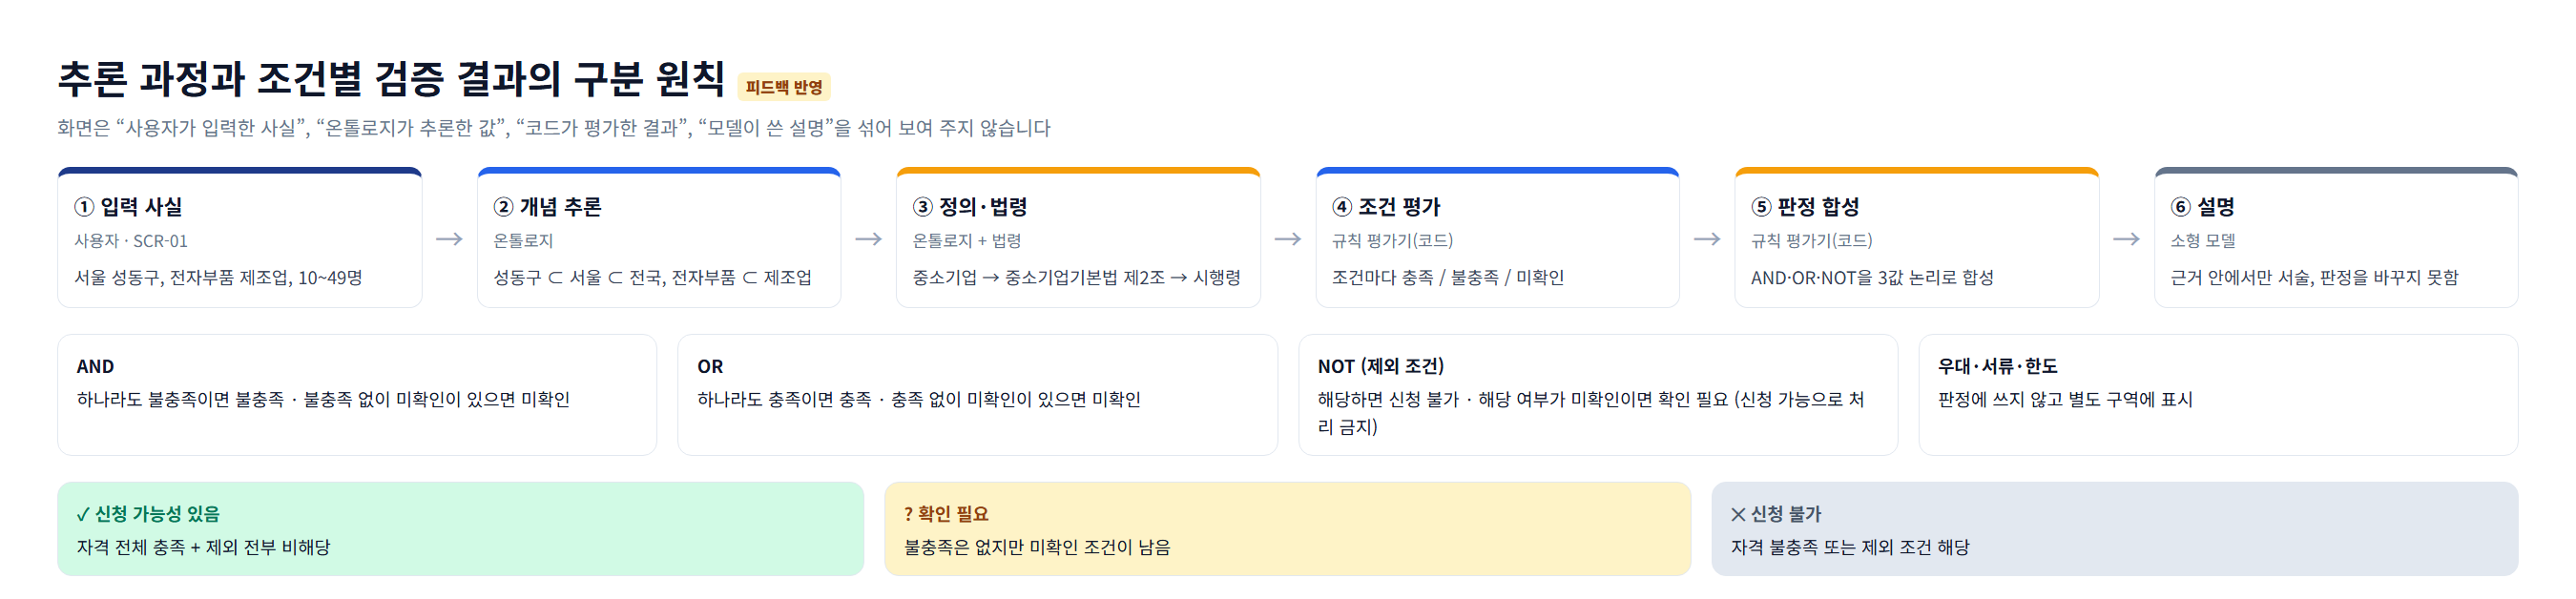 추론 과정과 조건별 검증 결과의 구분 원칙 피드백 반영
화면은 “사용자가 입력한 사실”, “온톨로지가 추론한 값”, “코드가 평가한 결과”, “모델이 쓴 설명”을 섞어 보여 주지 않습니다
① 입력 사실
사용자 · SCR-01
서울 성동구, 전자부품 제조업, 10~49명
→
② 개념 추론
온톨로지
성동구 ⊂ 서울 ⊂ 전국, 전자부품 ⊂ 제조업
→
③ 정의·법령
온톨로지 + 법령
중소기업 → 중소기업기본법 제2조 → 시행령
→
④ 조건 평가
규칙 평가기(코드)
조건마다 충족 / 불충족 / 미확인
→
⑤ 판정 합성
규칙 평가기(코드)
AND·OR·NOT을 3값 논리로 합성
→
⑥ 설명
소형 모델
근거 안에서만 서술, 판정을 바꾸지 못함
AND
하나라도 불충족이면 불충족 · 불충족 없이 미확인이 있으면 미확인
OR
하나라도 충족이면 충족 · 충족 없이 미확인이 있으면 미확인
NOT (제외 조건)
해당하면 신청 불가 · 해당 여부가 미확인이면 확인 필요 (신청 가능으로 처
리 금지)
우대·서류·한도
판정에 쓰지 않고 별도 구역에 표시
✓ 신청 가능성 있음
자격 전체 충족 + 제외 전부 비해당
? 확인 필요
불충족은 없지만 미확인 조건이 남음
✕ 신청 불가
자격 불충족 또는 제외 조건 해당